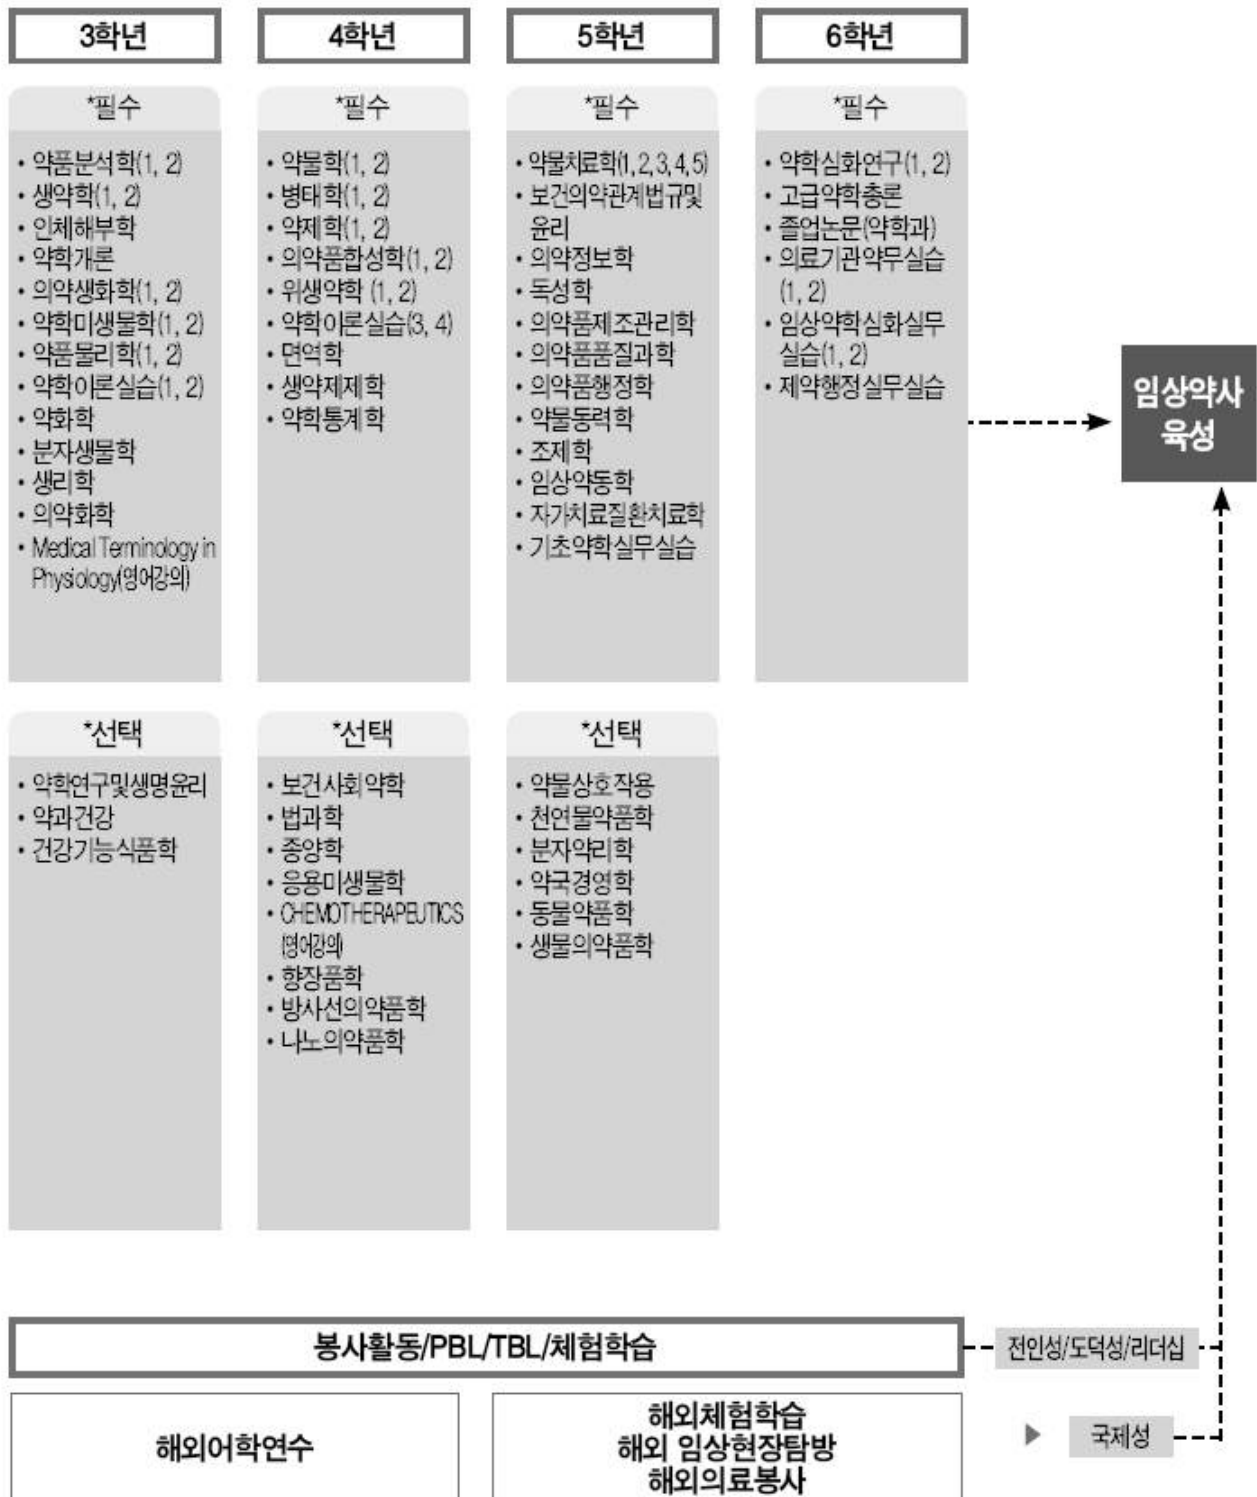 3학년
*필수
• 약품분석학(1, 2)
• 생약학(1, 2)
• 인체해부학
• 약학개론
• 의약생화학(1, 2)
• 약학미생물학(1, 2)
• 약품물리학(1, 2)
• 약학이론실습(1, 2)
• 약화학
• 분자생물학
• 생리학
• 의약화학
• Medical Terminology in
Physiology(영어강의)
*선택
• 약학연구및생명윤리
• 약과건강
• 건강기능식품학
4학년
*필수
• 약물학(1, 2)
• 병태학(1, 2)
• 약제학(1, 2)
• 의약품합성학(1, 2)
• 위생약학 (1, 2)
• 약학이론실습(3, 4)
• 면역학
• 생약제제학
• 약학통계학
*선택
• 보건사회약학
• 법과학
• 종양학
• 응용미생물학
• CHEMOTHERAPEUTICS
(영어강의)
• 향장품학
• 방사선의약품학
• 나노의약품학
5학년
*필수
• 약물치료학(1, 2, 3, 4, 5)
• 보건의약관계법규및
윤리
• 의약정보학
• 독성학
• 의약품제조관리학
• 의약품품질과학
• 의약품행정학
• 약물동력학
• 조제학
• 임상약동학
• 자가치료질환치료학
• 기초약학실무실습
*선택
• 약물상호작용
• 천연물약품학
• 분자약리학
• 약국경영학
• 동물약품학
• 생물의약품학
6학년
*필수
• 약학심화연구(1, 2)
• 고급약학총론
• 졸업논문(약학과)
• 의료기관약무실습
(1, 2)
• 임상약학심화실무
실습(1, 2)
• 제약행정실무실습
임상약사
육성
봉사활동/PBL/TBL/체험학습
전인성/도덕성/리더십
해외어학연수
해외체험학습
해외 임상현장탐방
해외의료봉사
국제성